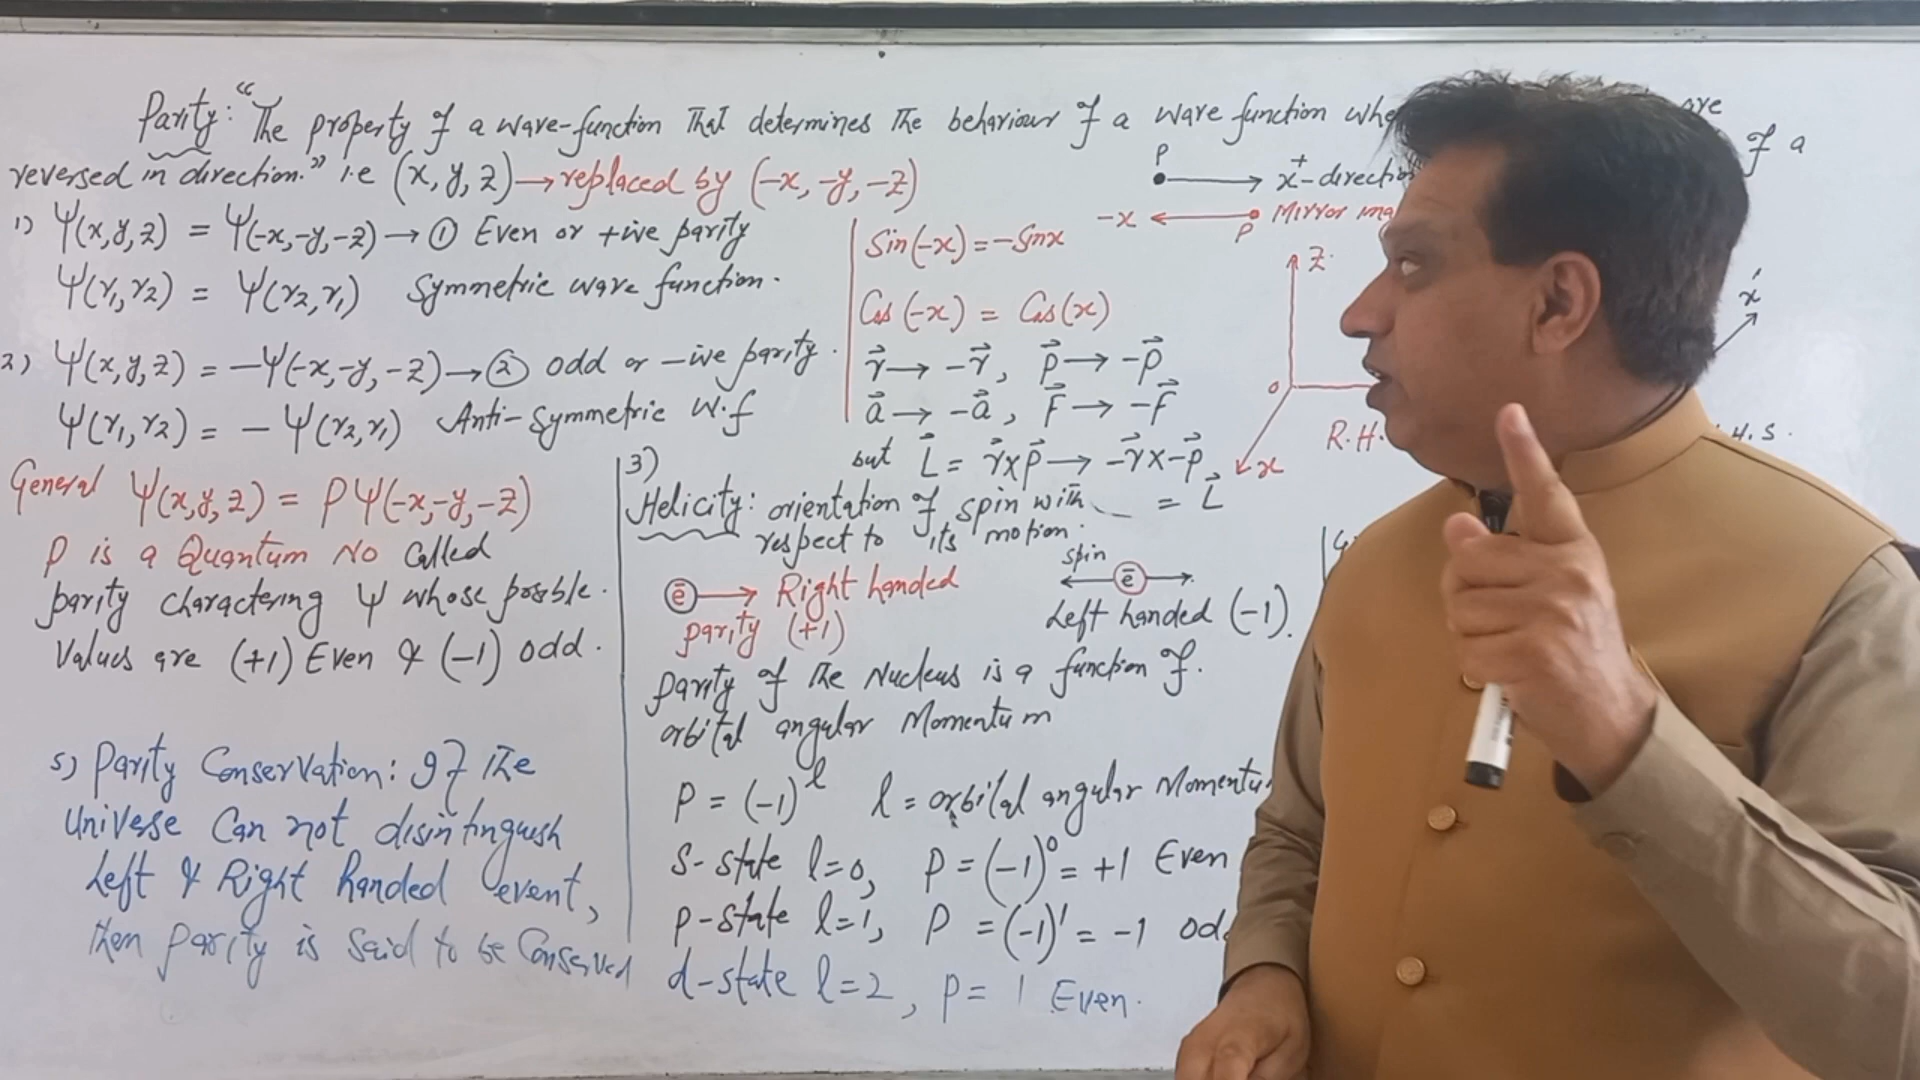 Parity: "The property of a wave-function That determines The behaviour of a wave function
of a
reversed in direction." i.e (x, y, z) → replaced by (-x, -y, -z)
1) Ψ(x,y,z) = Ψ(-x,-y,-z) → ① Even or +ive parity
Ψ(r1,r2) = Ψ(r2,r1) Symmetric wave function.
2) Ψ(x,y,z) = -Ψ(-x,-y,-z) → ② odd or -ive parity.
Ψ(r1,r2) = - Ψ(r2,r1) Anti-Symmetric W.f
General Ψ(x,y,z) = PΨ(-x,-y,-z)
P is a Quantum No Called
parity charactering Ψ whose posble.
Values are (+1) Even & (-1) odd.
5) Parity Conservation: If The
Universe Can not disintinguish
Left & Right handed event,
then parity is said to be Conserved
Sin(-x) = -Sinx
Cos(-x) = Cos(x)
r⃗ → -r⃗, p⃗ → -p⃗
a⃗ → -a⃗, F⃗ → -F⃗
but L⃗ = r⃗xp⃗ → -r⃗x-p⃗
= L⃗
P
x⁺-direction
-x
P
Mirror
z
o
x
R.H.
x'
H.S.
3)
Helicity: orientation of spin with
respect to its motion.
e̅ → Right handed
parity (+1)
spin
e̅
Left handed (-1).
parity of The Nucleus is a function of.
orbital angular Momentum
P = (-1)^l l = orbital angular Momentu
S-state l=0, P = (-1)⁰ = +1 Even
p-state l=1, P = (-1)¹ = -1 od
d-state l=2, P = 1 Even.